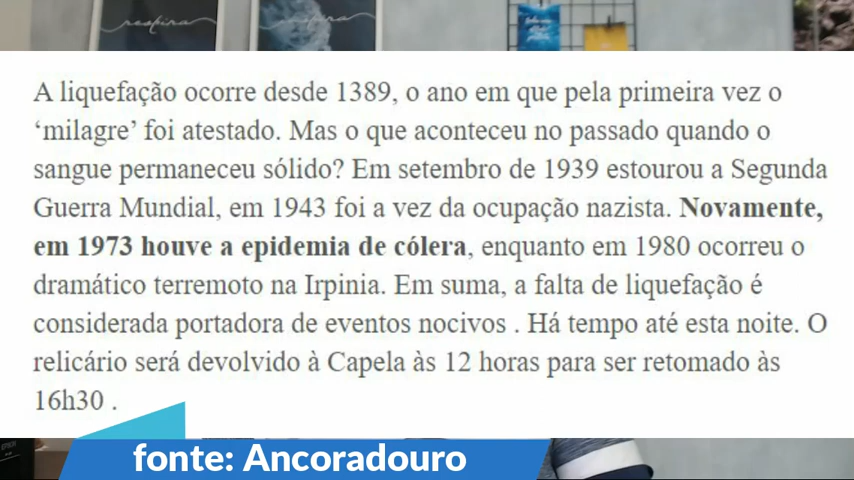 respira
respira
A liquefação ocorre desde 1389, o ano em que pela primeira vez o
‘milagre’ foi atestado. Mas o que aconteceu no passado quando o
sangue permaneceu sólido? Em setembro de 1939 estourou a Segunda
Guerra Mundial, em 1943 foi a vez da ocupação nazista. Novamente,
em 1973 houve a epidemia de cólera, enquanto em 1980 ocorreu o
dramático terremoto na Irpinia. Em suma, a falta de liquefação é
considerada portadora de eventos nocivos . Há tempo até esta noite. O
relicário será devolvido à Capela às 12 horas para ser retomado às
16h30 .
fonte: Ancoradouro